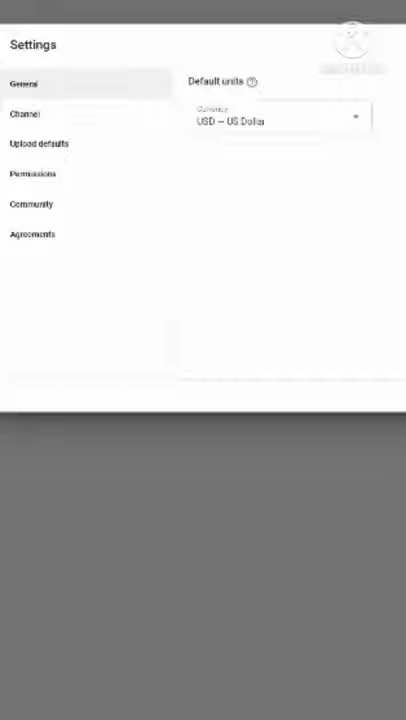 Settings
General
Channel
Upload defaults
Permissions
Community
Agreements
Default units
Currency
USD – US Dollar